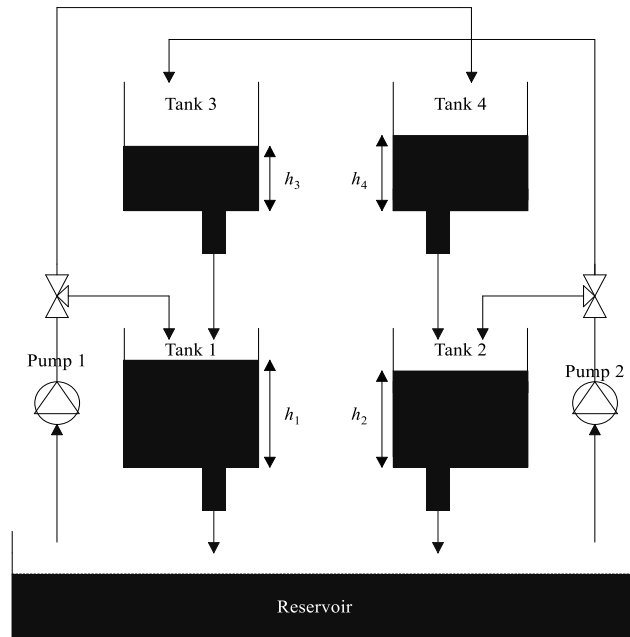 Tank 3
Tank 4
h3
h4
Pump 1
Tank 1
Tank 2
Pump 2
h1
h2
Reservoir